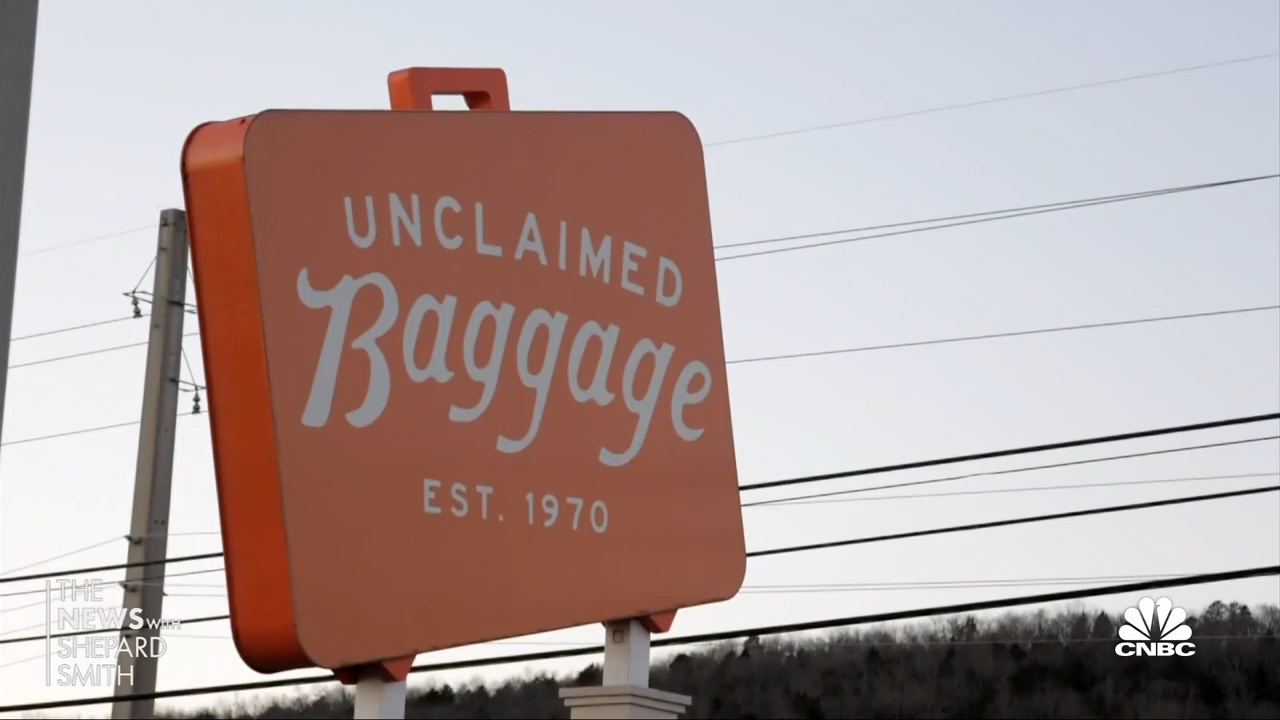 UNCLAIMED
Baggage
EST. 1970
THE
NEWS WITH
SHEPARD
SMITH
CNBC